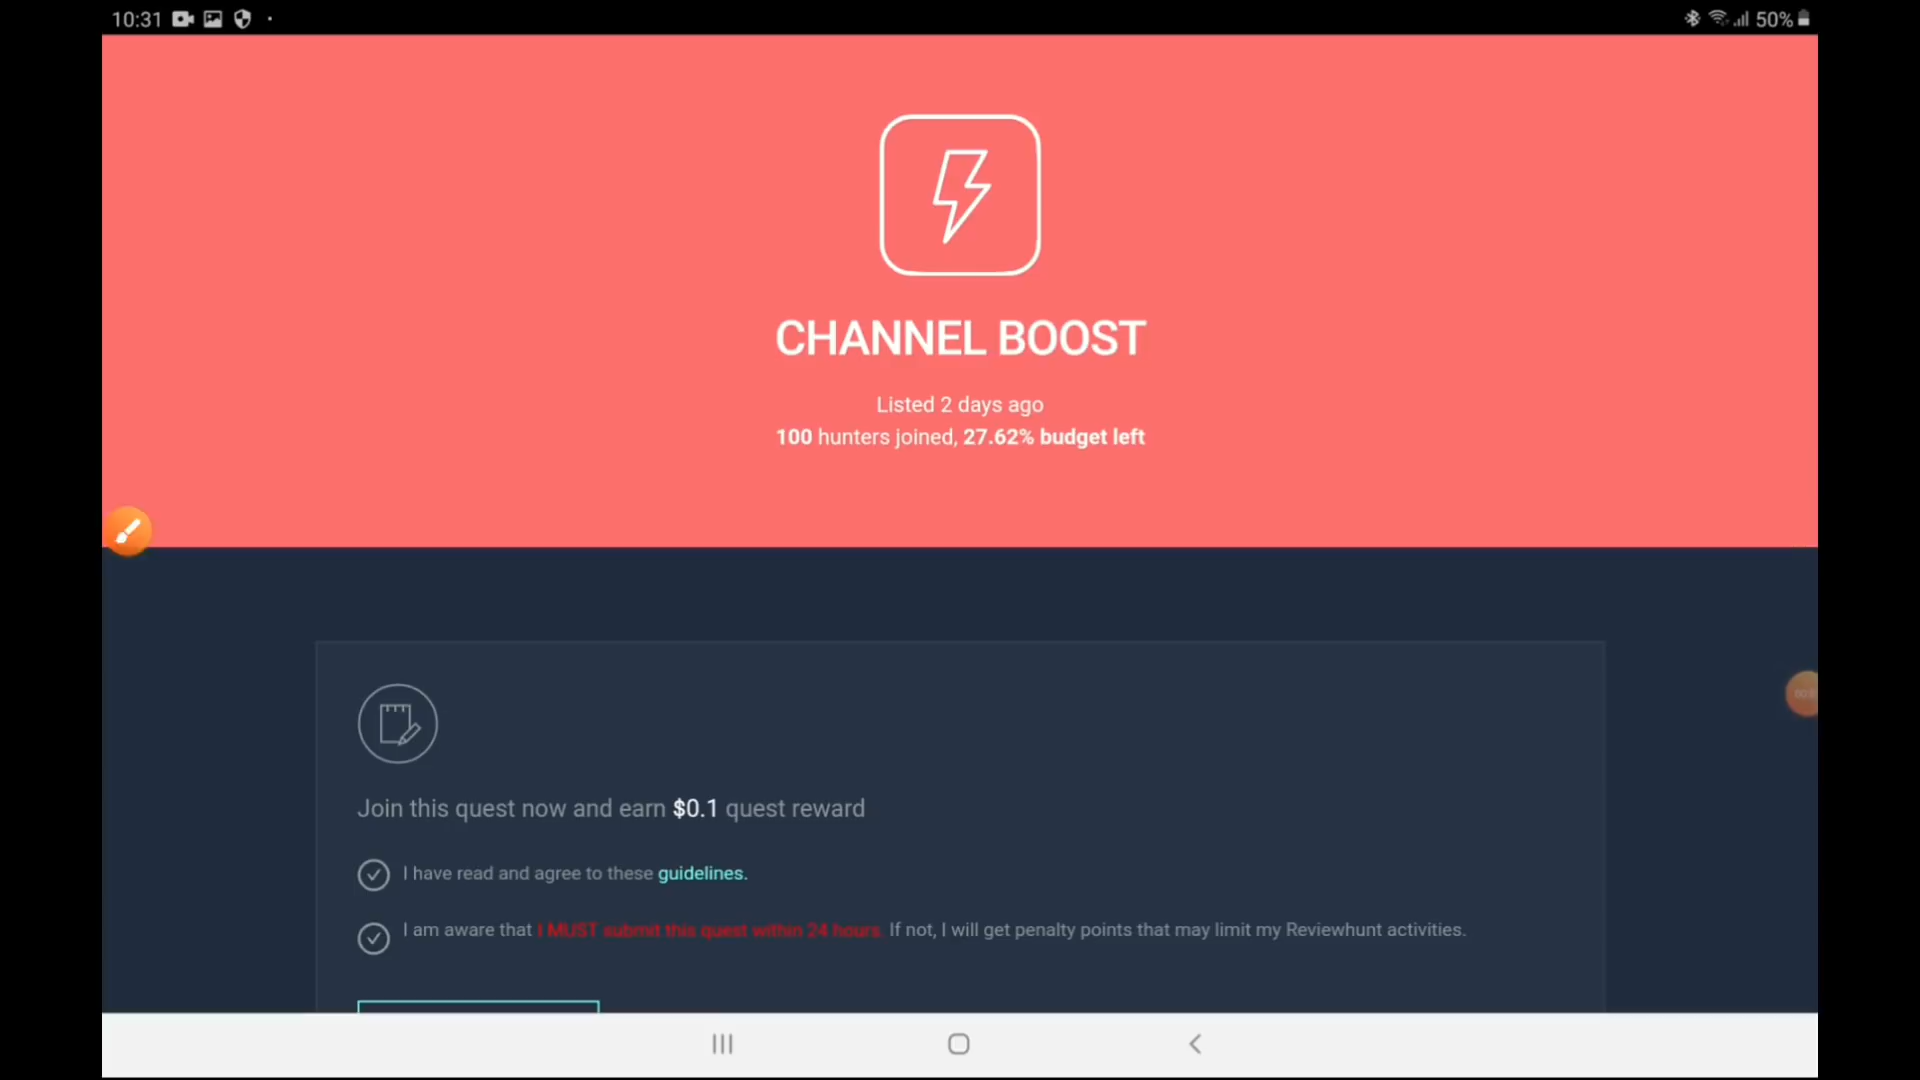 10:31
50%
CHANNEL BOOST
Listed 2 days ago
100 hunters joined, 27.62% budget left
Join this quest now and earn $0.1 quest reward
I have read and agree to these guidelines.
I am aware that I MUST submit this quest within 24 hours. If not, I will get penalty points that may limit my Reviewhunt activities.